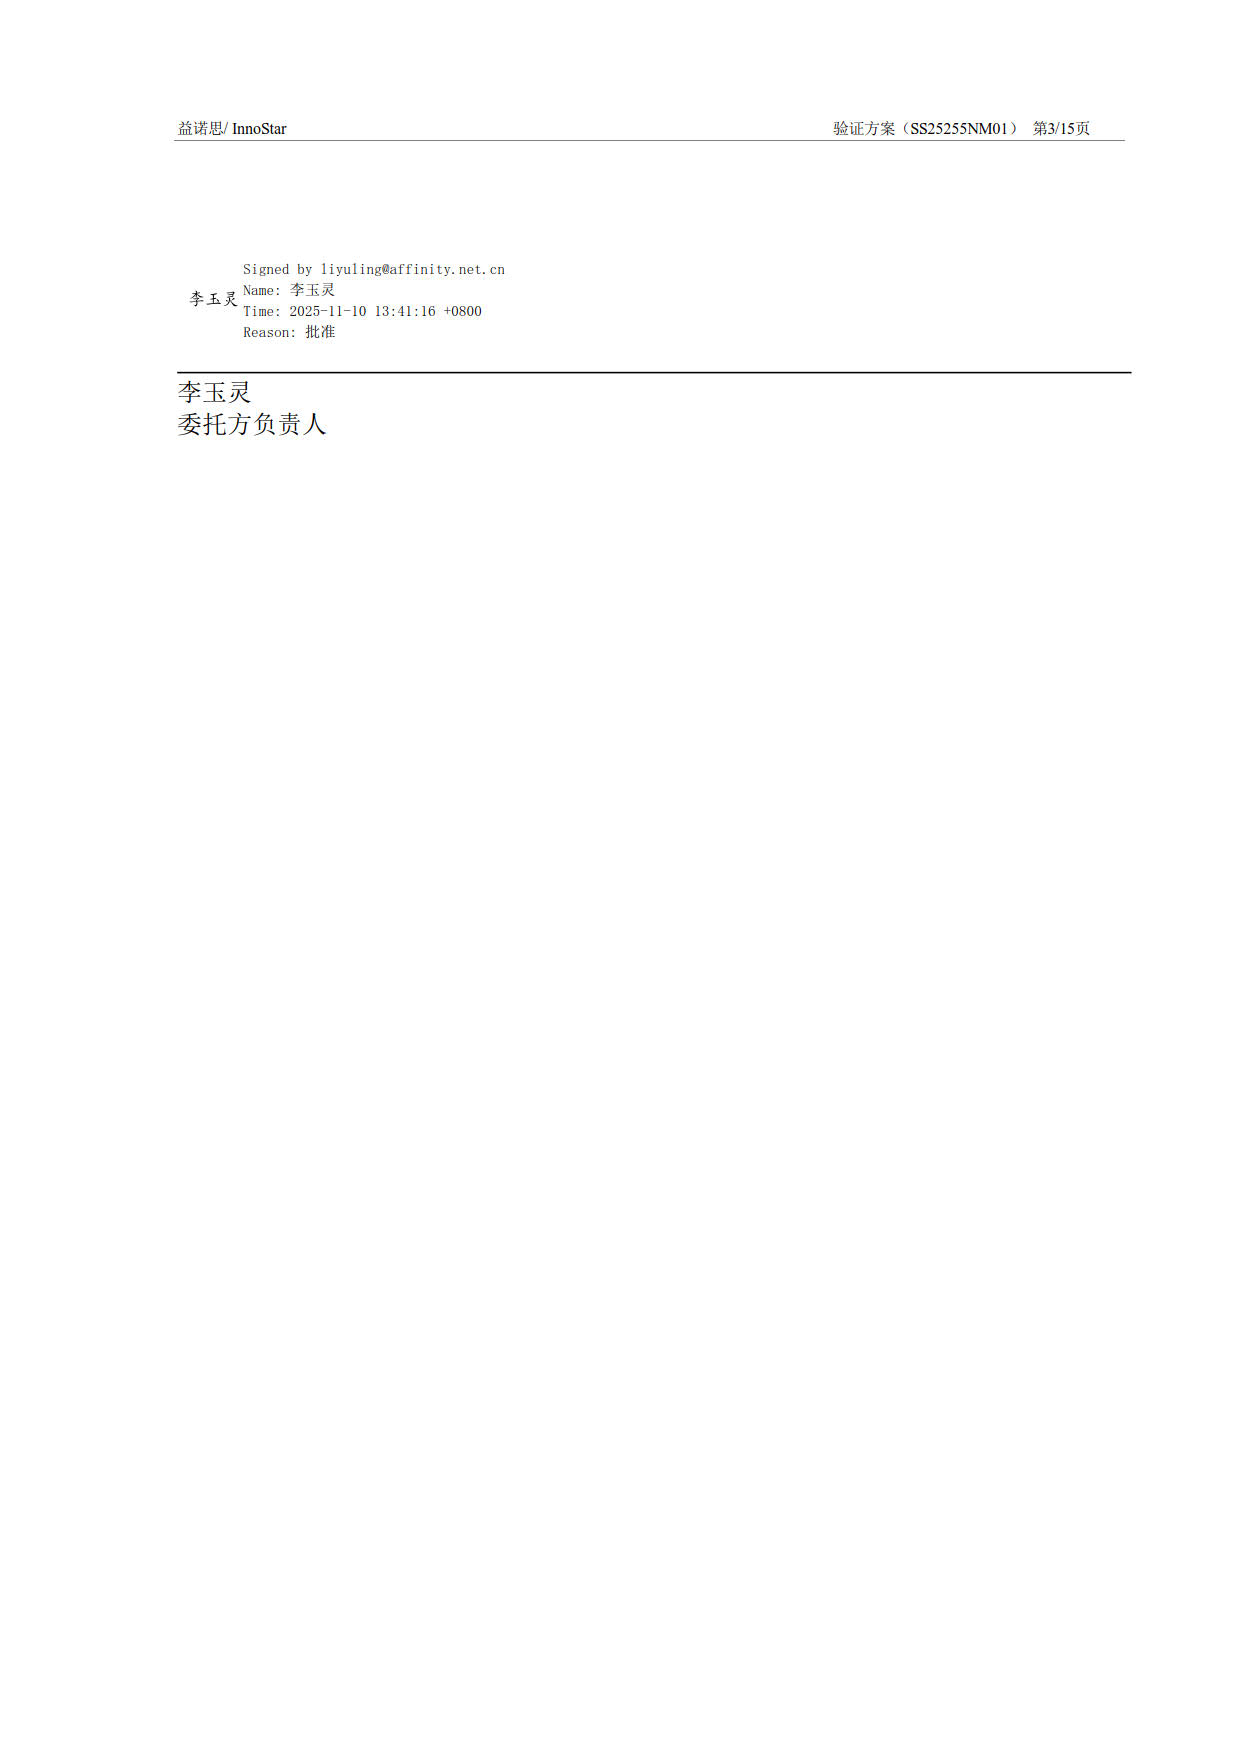 益诺思/ InnoStar 验证方案（SS25255NM01） 第3/15页
Signed by liyuling@affinity.net.cn
李玉灵 Name: 李玉灵
Time: 2025-11-10 13:41:16 +0800
Reason: 批准
李玉灵
委托方负责人